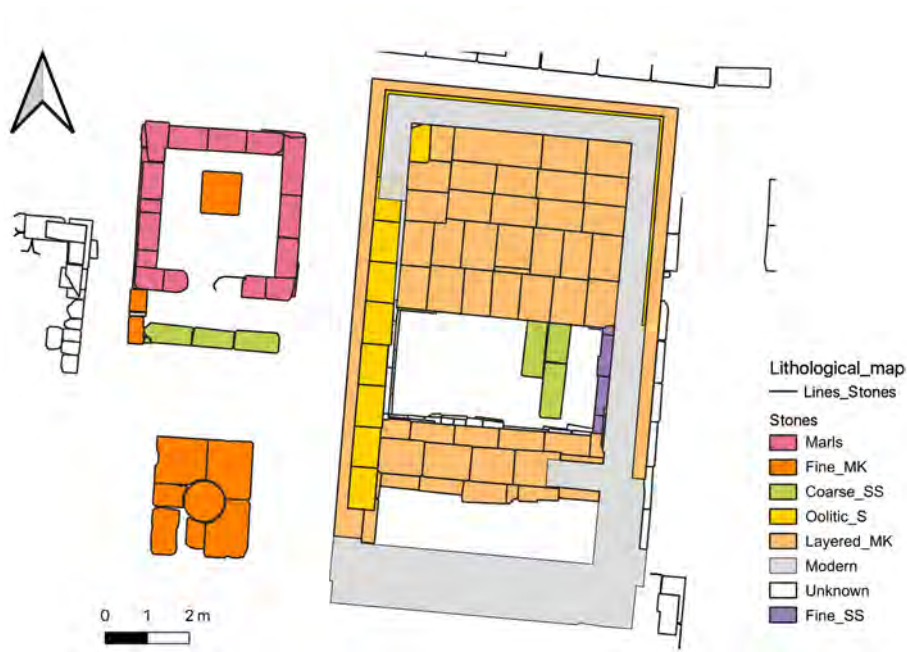 Lithological_map
Lines_Stones
Stones
Marls
Fine_MK
Coarse_SS
Oolitic_S
Layered_MK
Modern
Unknown
Fine_SS
0 1 2 m